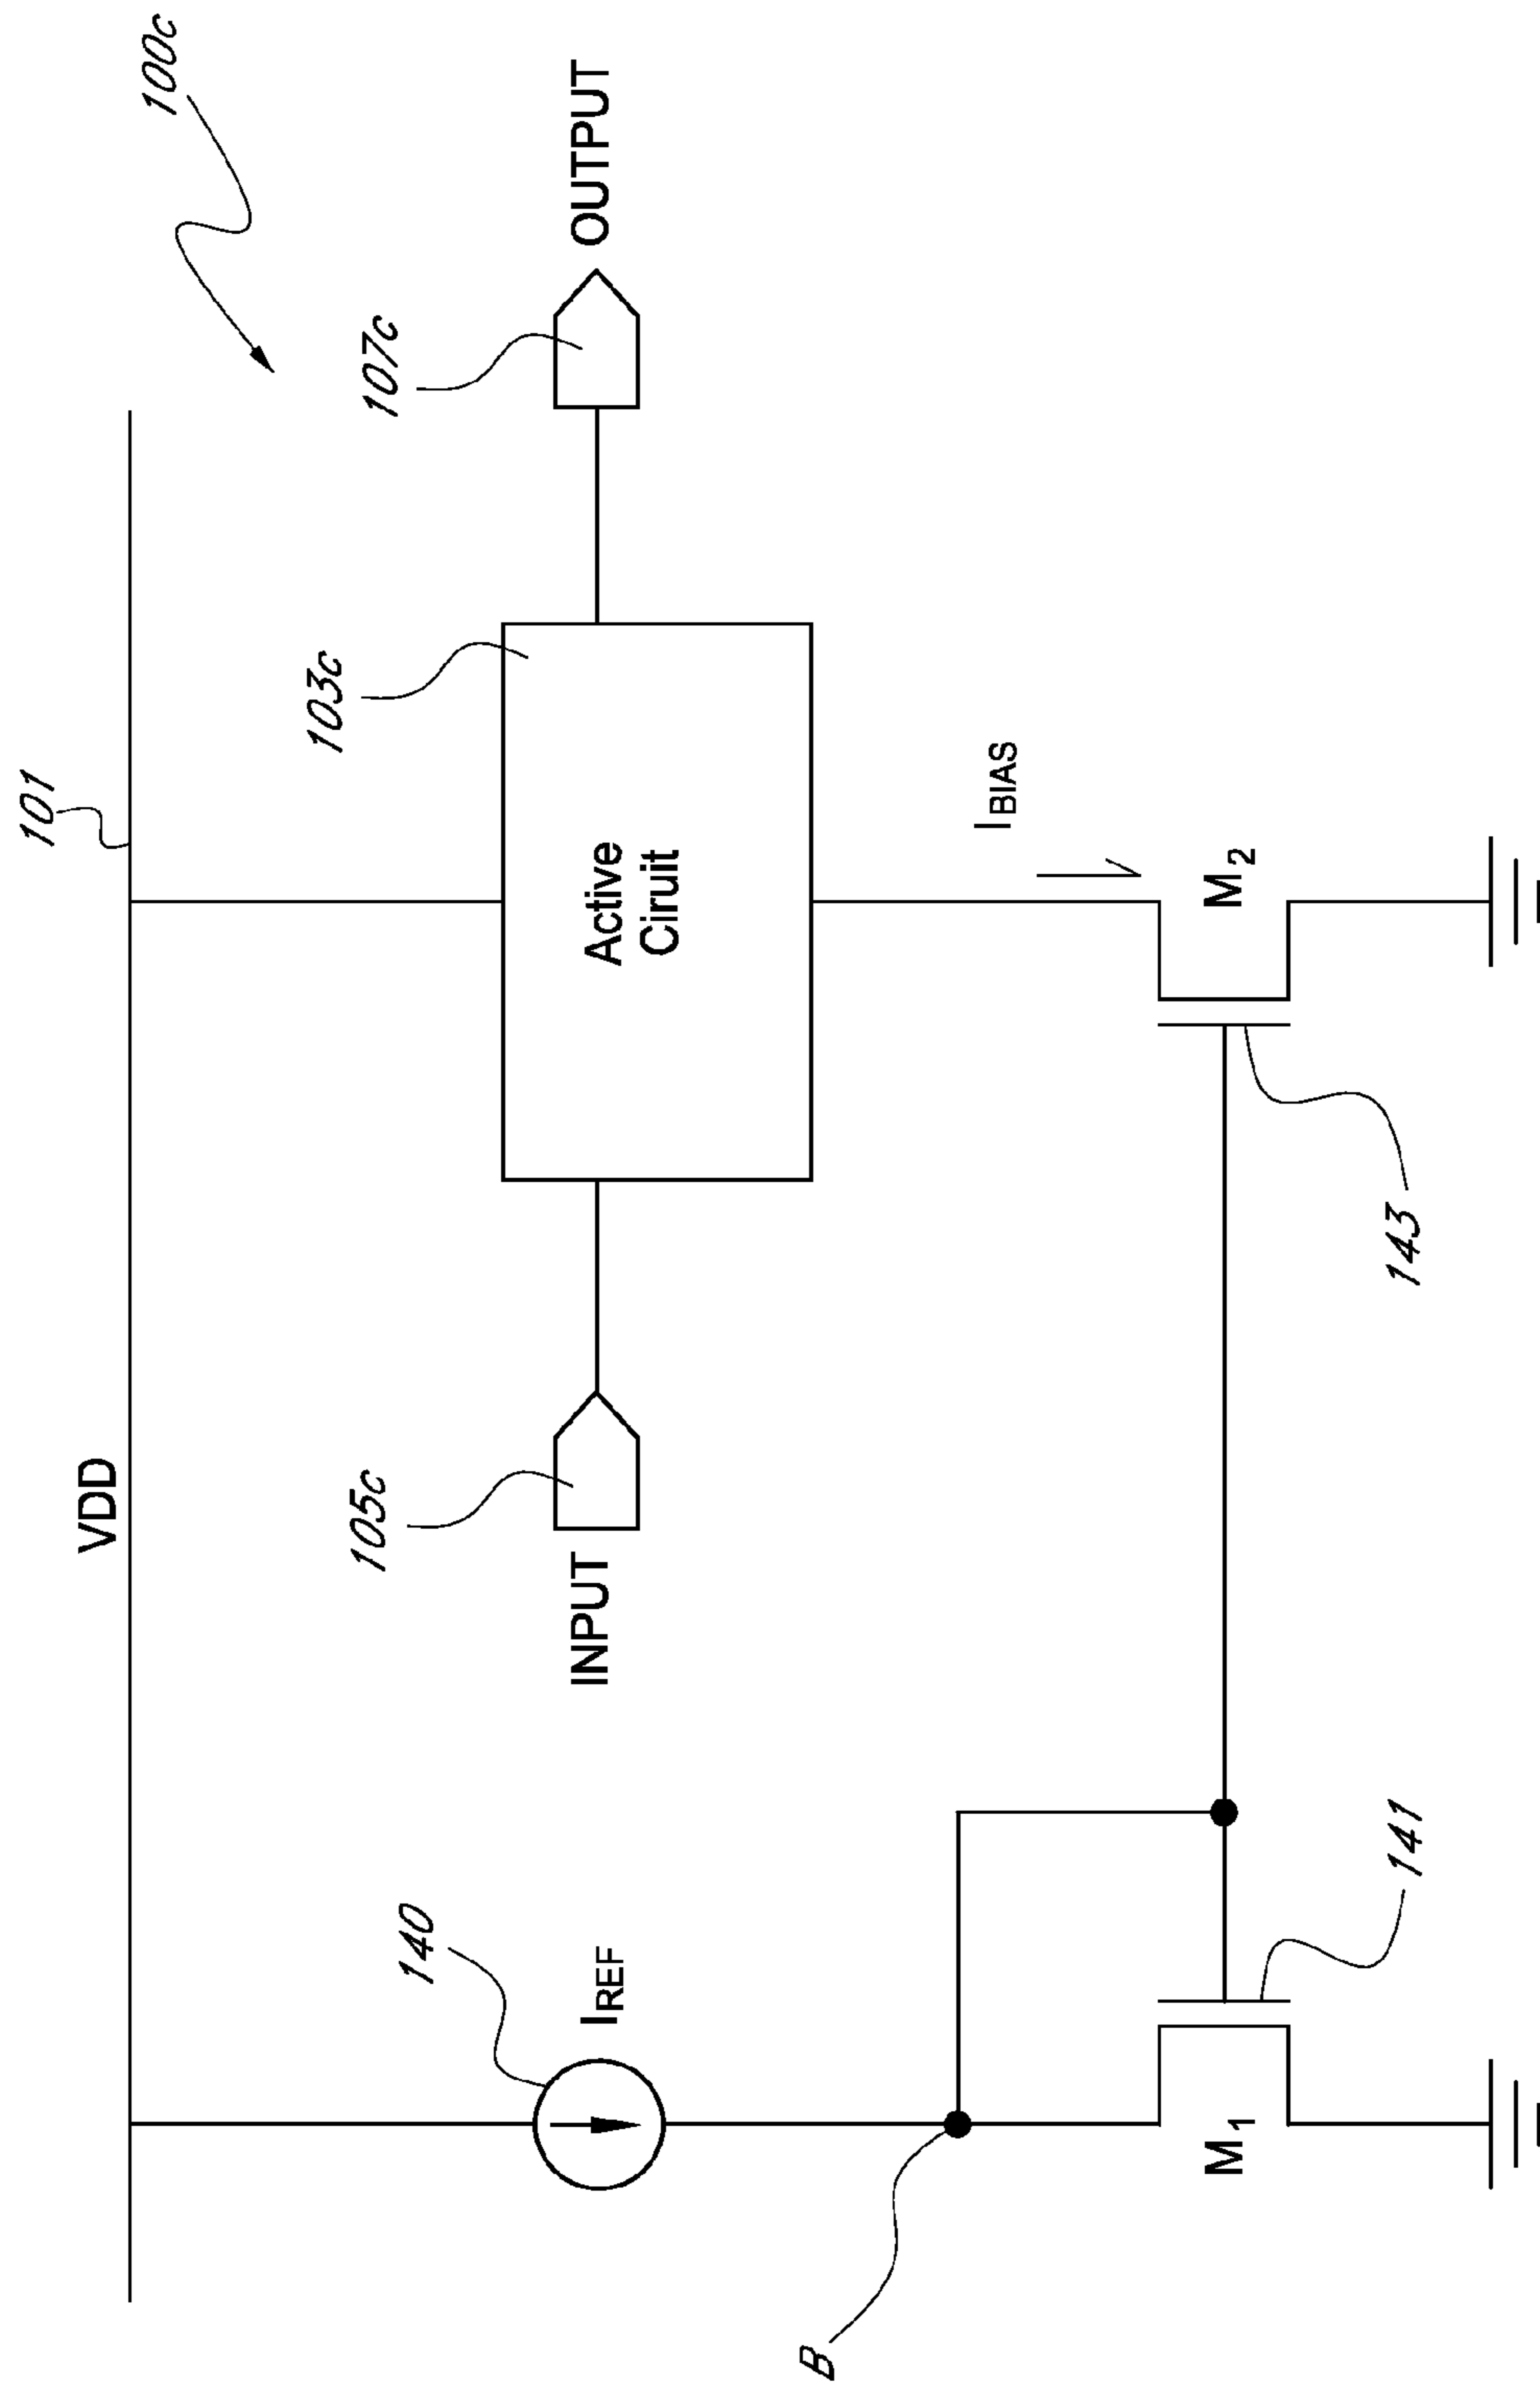 100c
101
VDD
107c
OUTPUT
103c
Active
Ciruit
105c
INPUT
140
IREF
IBIAS
B
M1
M2
141
143